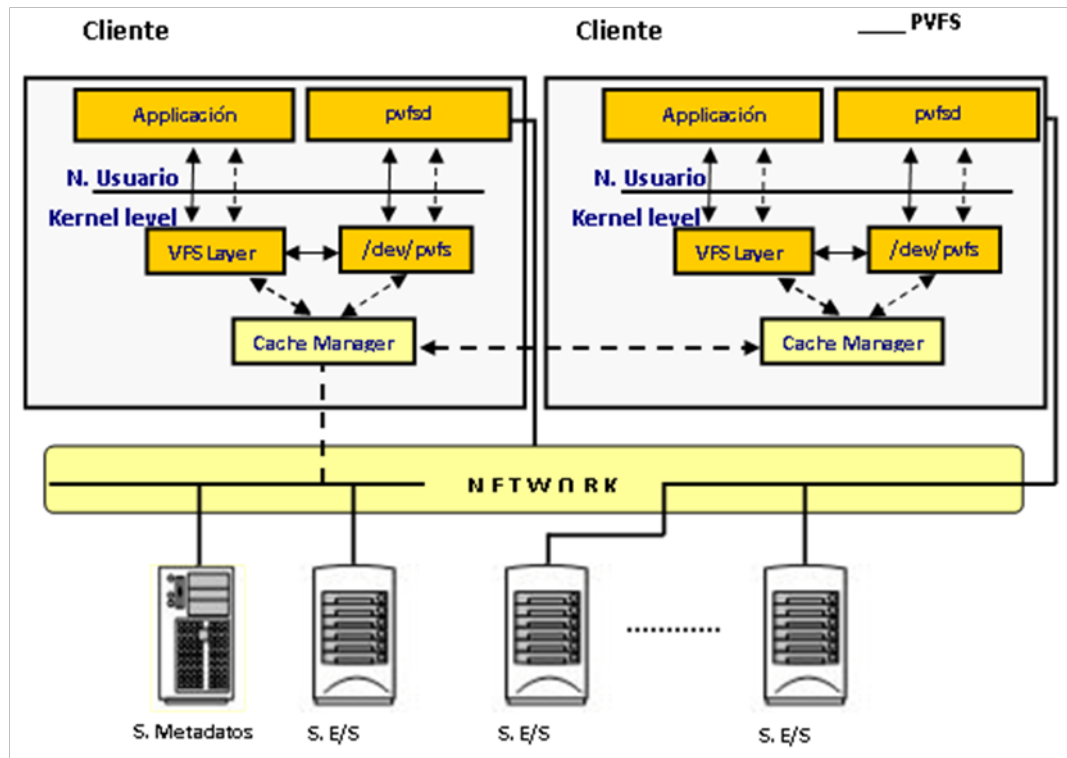 Cliente
Cliente
PVFS
Applicación
pvfsd
N. Usuario
Kernel level
VFS Layer
/dev/pvfs
Cache Manager
Applicación
pvfsd
N. Usuario
Kernel level
VFS Layer
/dev/pvfs
Cache Manager
NETWORK
S. Metadatos
S. E/S
S. E/S
S. E/S